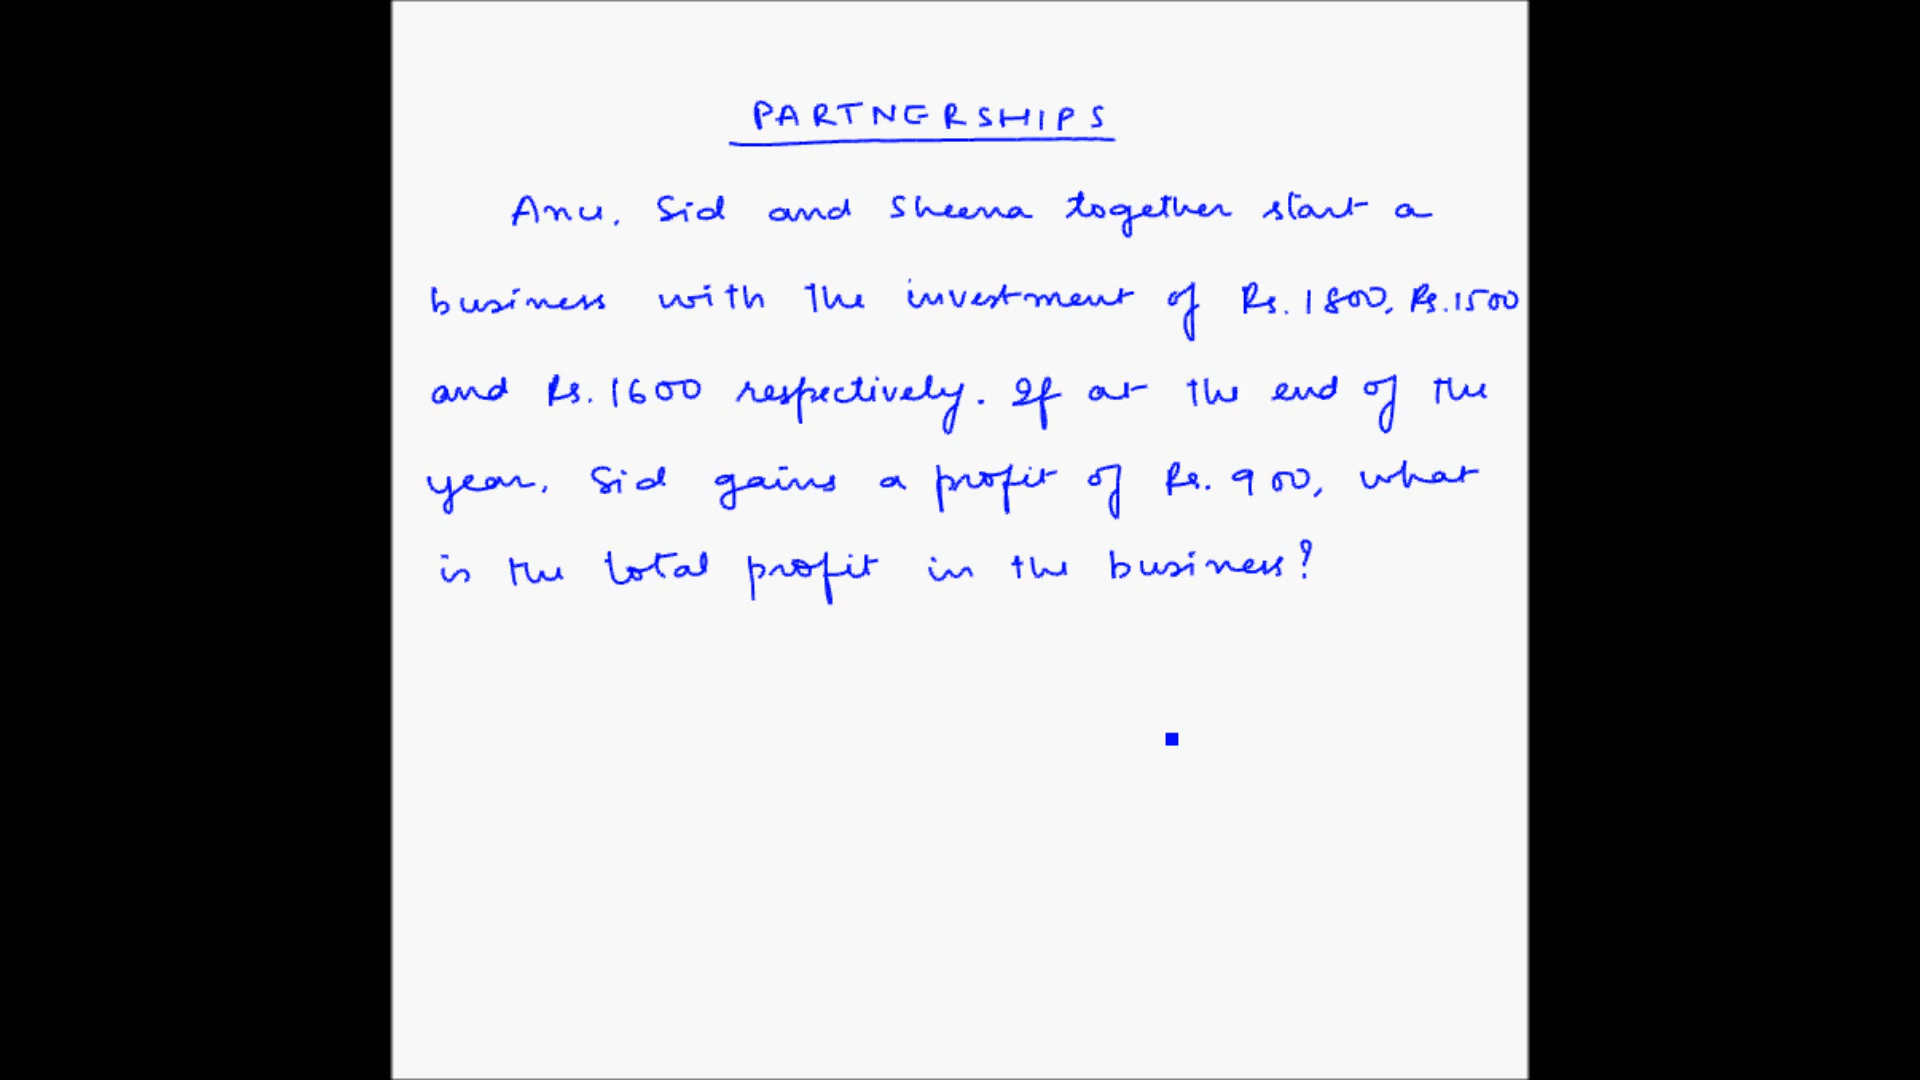 PARTNERSHIPS
Anu, Sid and Sheena together start a
business with the investment of Rs. 1800, Rs. 1500
and Rs. 1600 respectively. If at the end of the
year, Sid gains a profit of Rs. 900, what
is the total profit in the business?